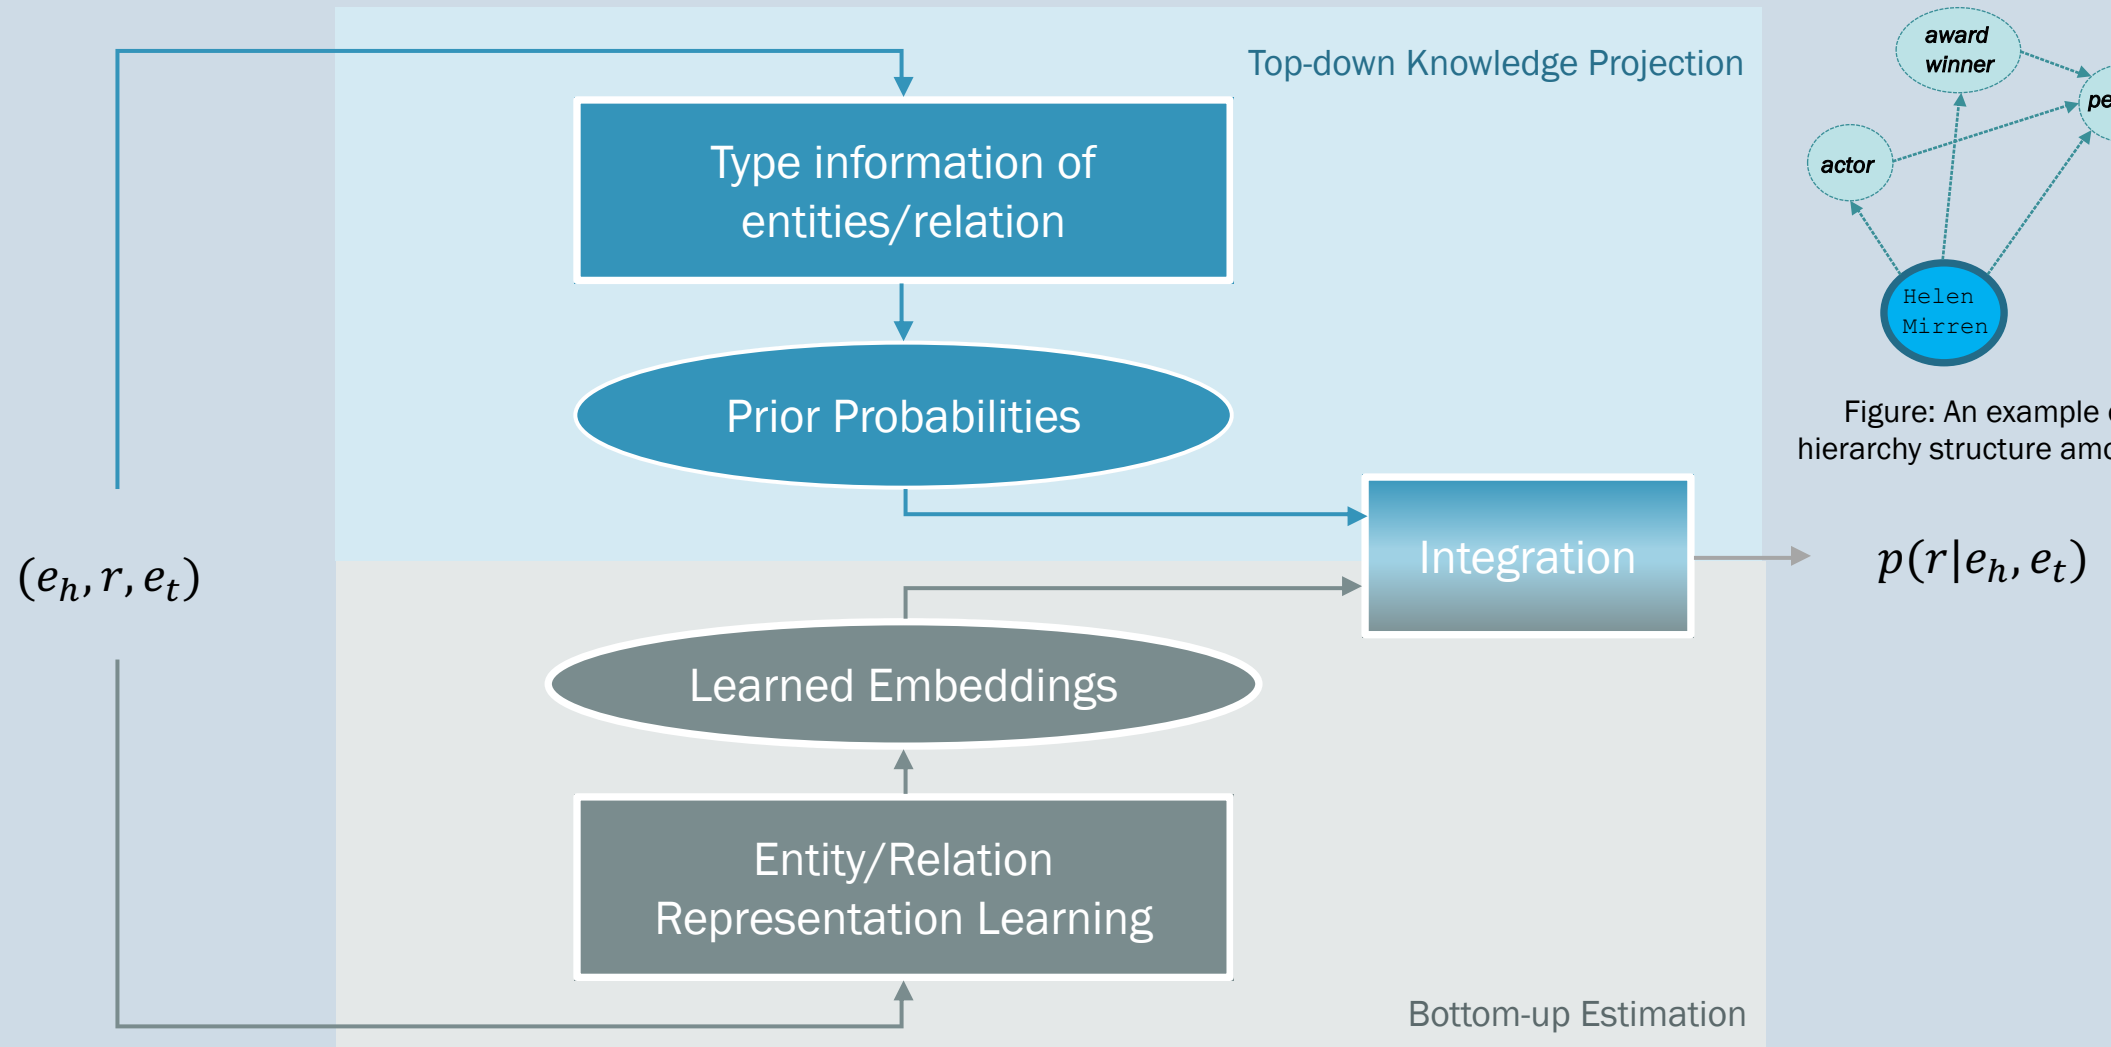 Top-down Knowledge Projection
Type information of
entities/relation
Prior Probabilities
(e_h, r, e_t)
Integration
p(r|e_h, e_t)
Learned Embeddings
Entity/Relation
Representation Learning
Bottom-up Estimation
award
winner
actor
Helen
Mirren
Figure: An example
hierarchy structure